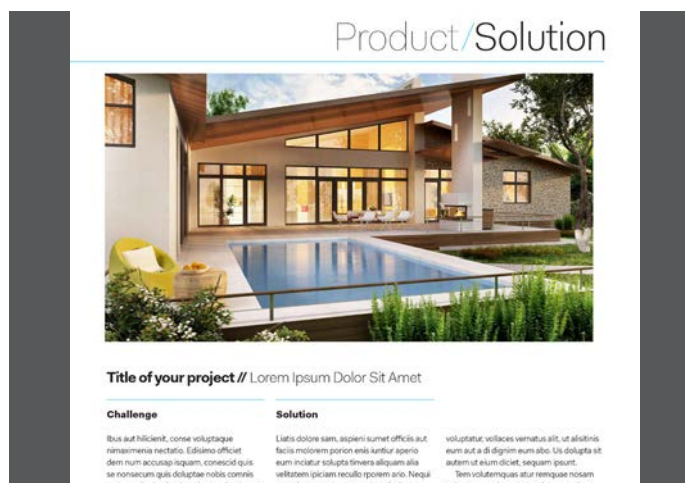 Product/Solution
Title of your project // Lorem Ipsum Dolor Sit Amet
Challenge
Ibus aut hilicienit, conse voluptaque
nimaximenis nectatio. Edisimo officiet
dem num accusap isquam, conescid quis
se nonsecum quis doluptae nobis comnis
Solution
Liatis dolore sam, aspieni sumet officiis aut
faciis molorem porion enis iuntiur aperio
eum inciatur solupta tinvera aliquam alia
velitatem ipiciam recullo rporem ario. Nequi
voluptatur, vollaces vernatus alit, ut alisitinis
eum aut a di dignim eum abo. Us dolupta sit
autem ut eium diciet, sequam ipsunt.
Tem volutemquas atur remquae nosam